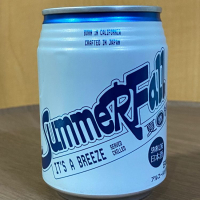 BORN IN CALIFORNIA
CRAFTED IN JAPAN
SummeRFall
IT'S A BREEZE
SERVED
CHILLED